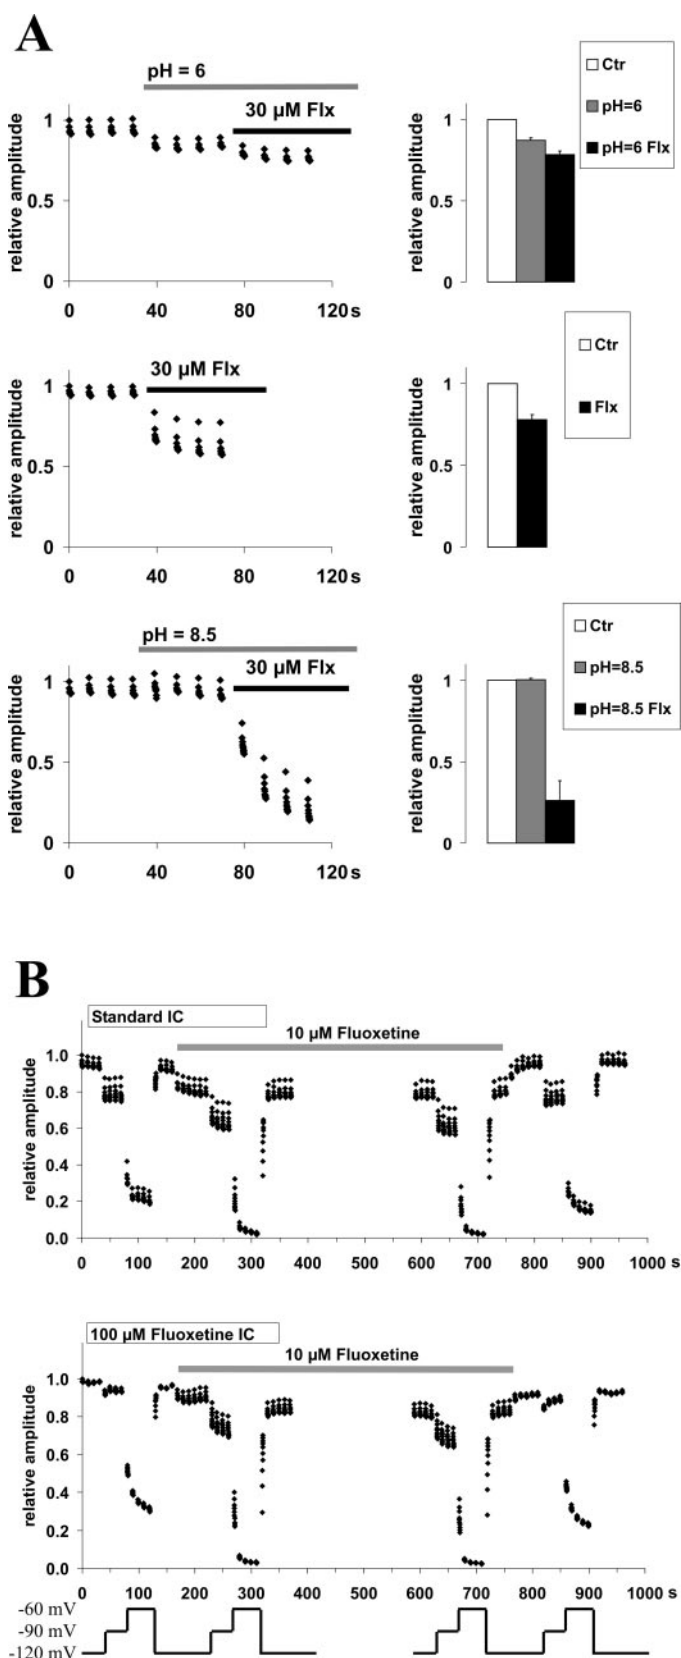 A
pH = 6
30 µM Flx
relative amplitude
1
0.5
0
0 40 80 120 s
Ctr
pH=6
pH=6 Flx
relative amplitude
1
0.5
0
30 µM Flx
relative amplitude
1
0.5
0
0 40 80 120 s
Ctr
Flx
relative amplitude
1
0.5
0
pH = 8.5
30 µM Flx
relative amplitude
1
0.5
0
0 40 80 120 s
Ctr
pH=8.5
pH=8.5 Flx
relative amplitude
1
0.5
0
B
Standard IC
10 µM Fluoxetine
relative amplitude
1.0
0.8
0.6
0.4
0.2
0.0
0 100 200 300 400 500 600 700 800 900 1000 s
100 µM Fluoxetine IC
10 µM Fluoxetine
relative amplitude
1.0
0.8
0.6
0.4
0.2
0.0
0 100 200 300 400 500 600 700 800 900 1000 s
-60 mV
-90 mV
-120 mV